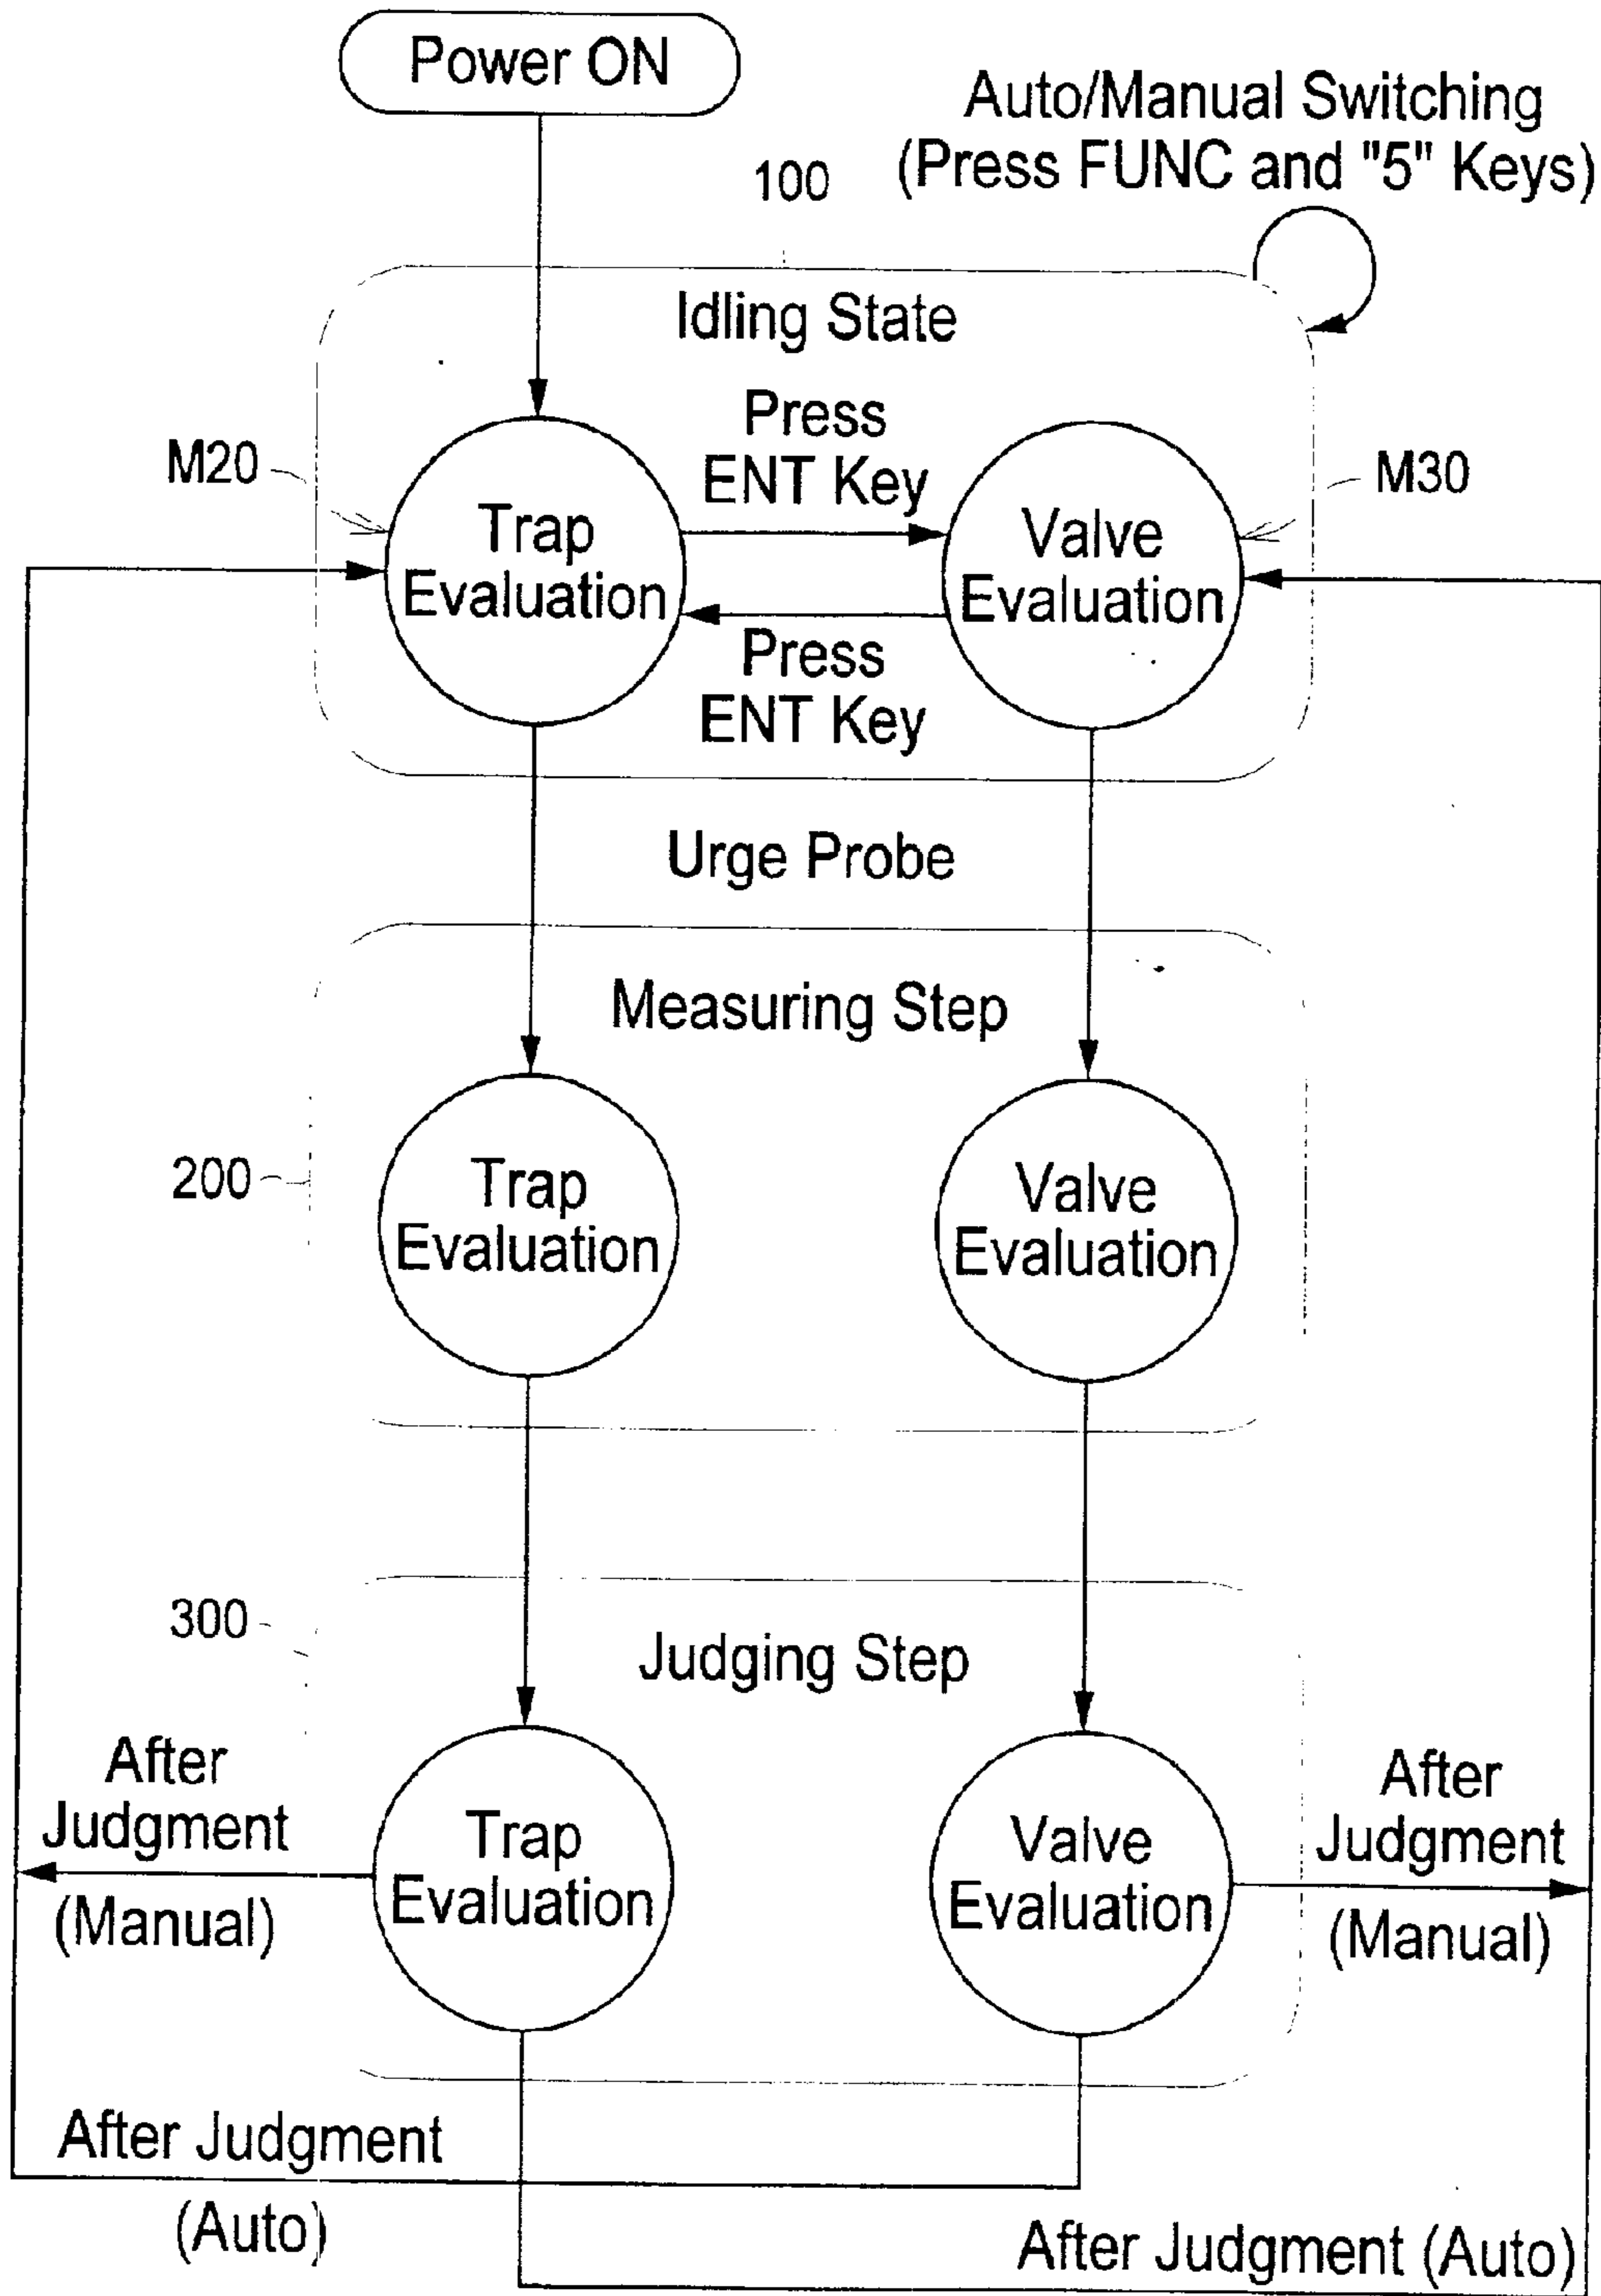 Power ON
Auto/Manual Switching
(Press FUNC and "5" Keys)
100
Idling State
Press
ENT Key
M20
M30
Trap
Evaluation
Valve
Evaluation
Press
ENT Key
Urge Probe
Measuring Step
200
Trap
Evaluation
Valve
Evaluation
300
Judging Step
After
Judgment
(Manual)
Trap
Evaluation
Valve
Evaluation
After
Judgment
(Manual)
After Judgment
(Auto)
After Judgment (Auto)